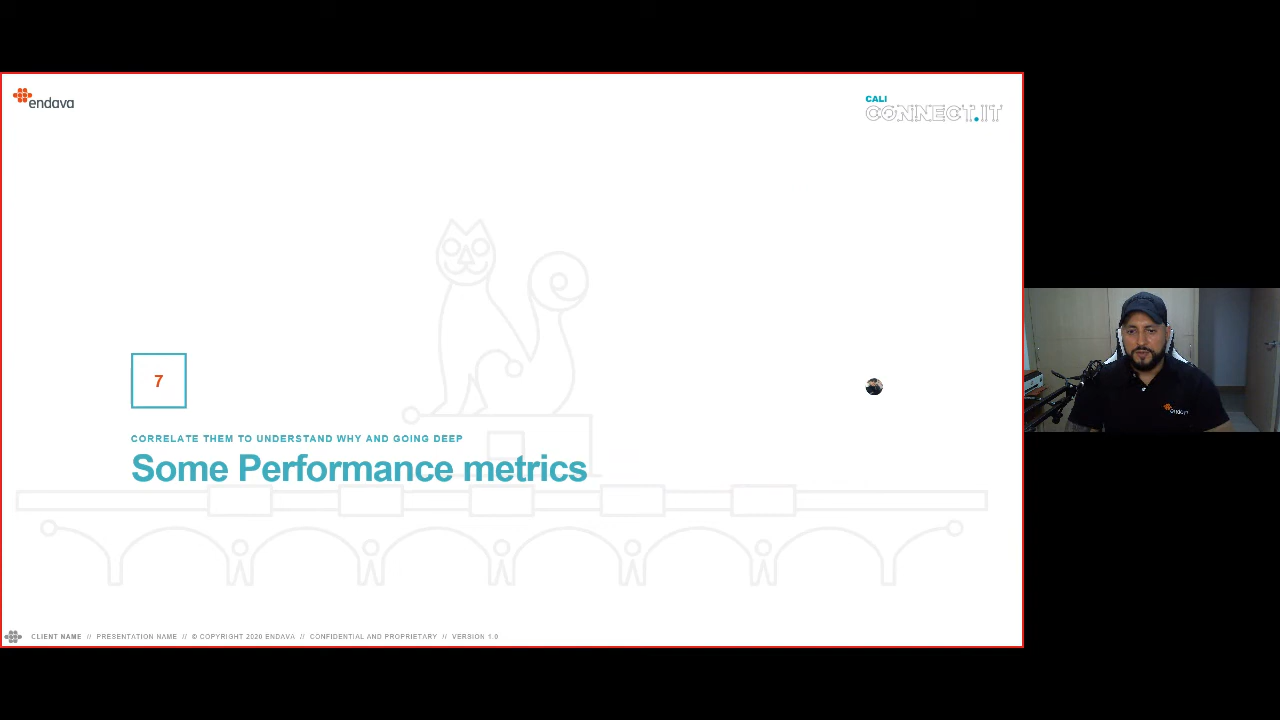 endava
CALI
CONNECT.IT
7
CORRELATE THEM TO UNDERSTAND WHY AND GOING DEEP
Some Performance metrics
CLIENT NAME // PRESENTATION NAME // © COPYRIGHT 2020 ENDAVA // CONFIDENTIAL AND PROPRIETARY // VERSION 1.0
endava